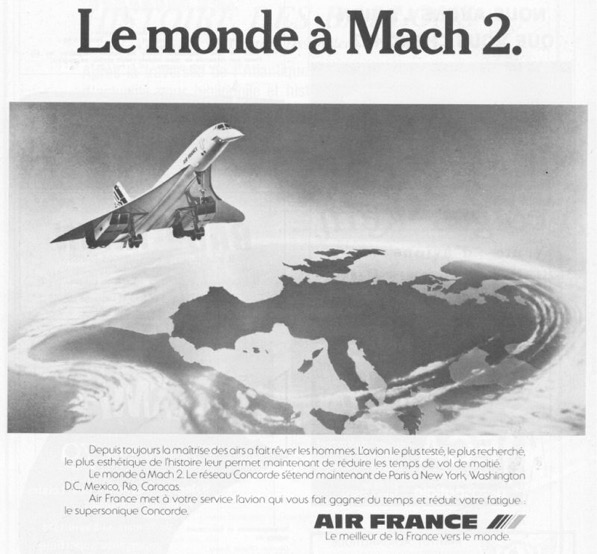 Le monde à Mach 2.
AIR FRANCE
Depuis toujours la maîtrise des airs a fait rêver les hommes. L'avion le plus testé, le plus recherché,
le plus esthétique de l'histoire leur permet maintenant de réduire les temps de vol de moitié.
Le monde à Mach 2. Le réseau Concorde s'étend maintenant de Paris à New York, Washington
D.C, Mexico, Rio, Caracas.
Air France met à votre service l'avion qui vous fait gagner du temps et réduit votre fatigue :
le supersonique Concorde.
AIR FRANCE
Le meilleur de la France vers le monde.